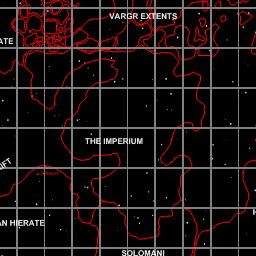 VARGR EXTENTS
ATE
THE IMPERIUM
IFT
AN HIERATE
H
SOLOMANI